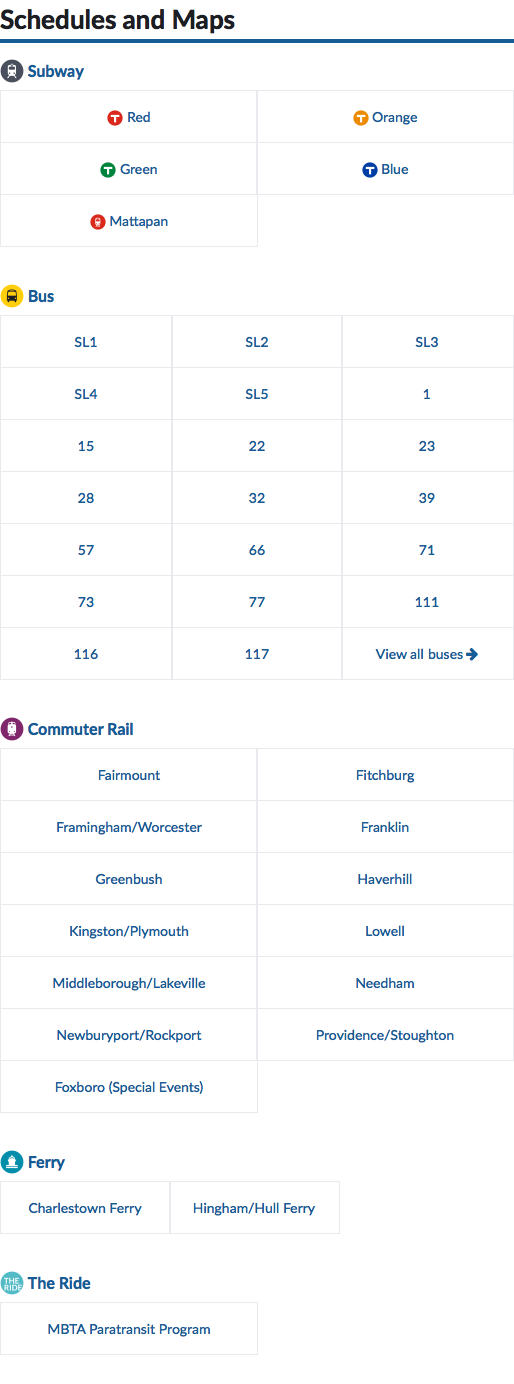 Schedules and Maps
Subway
T Red
T Orange
T Green
T Blue
Mattapan
Bus
SL1 SL2 SL3
SL4 SL5 1
15 22 23
28 32 39
57 66 71
73 77 111
116 117 View all buses
Commuter Rail
Fairmount Fitchburg
Framingham/Worcester Franklin
Greenbush Haverhill
Kingston/Plymouth Lowell
Middleborough/Lakeville Needham
Newburyport/Rockport Providence/Stoughton
Foxboro (Special Events)
Ferry
Charlestown Ferry Hingham/Hull Ferry
THE RIDE The Ride
MBTA Paratransit Program